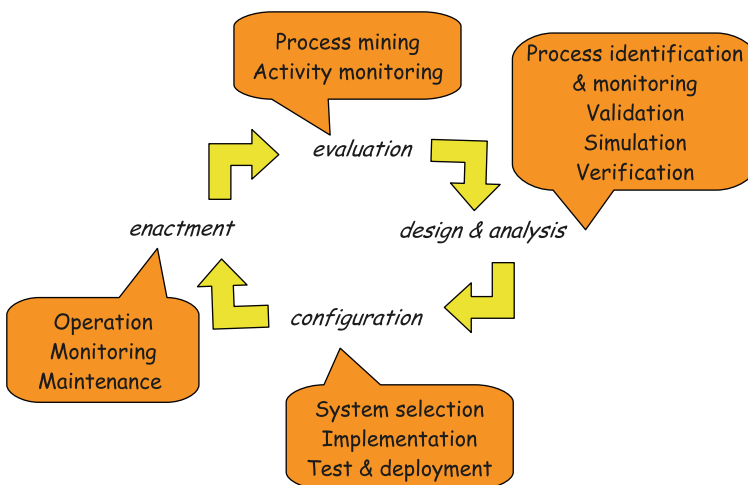 Process mining
Activity monitoring
Process identification
& monitoring
Validation
Simulation
Verification
evaluation
enactment
design & analysis
configuration
Operation
Monitoring
Maintenance
System selection
Implementation
Test & deployment